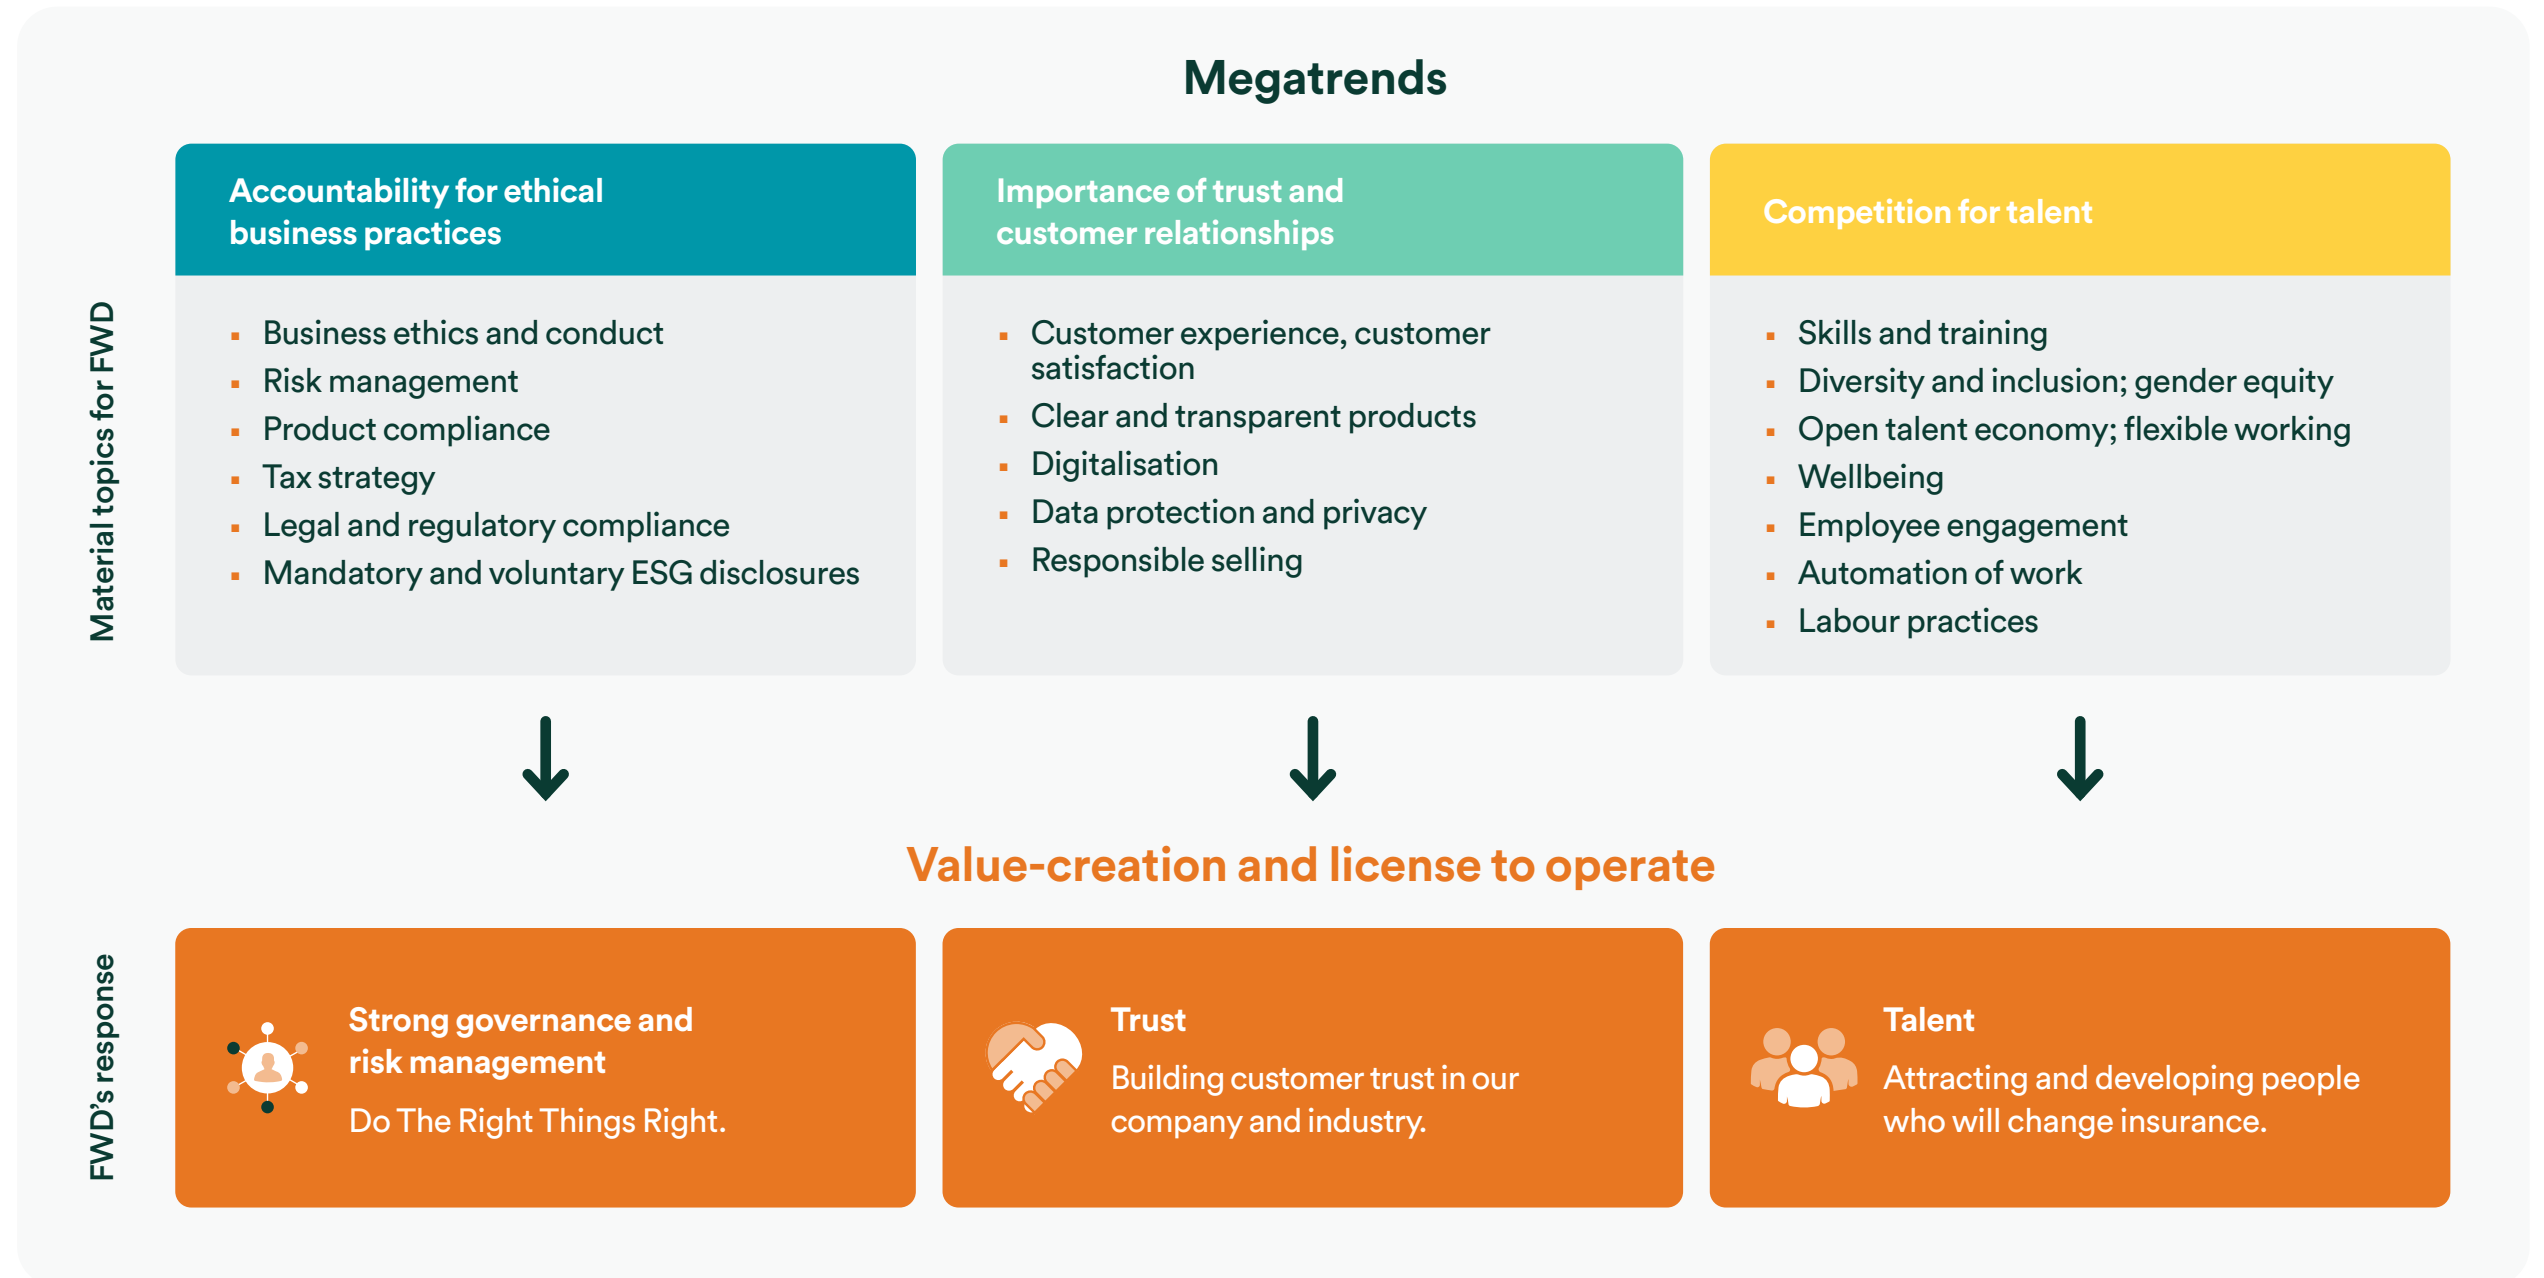 Megatrends
Material topics for FWD
Accountability for ethical
business practices
Business ethics and conduct
Risk management
Product compliance
Tax strategy
Legal and regulatory compliance
Mandatory and voluntary ESG disclosures
Importance of trust and
customer relationships
Customer experience, customer
satisfaction
Clear and transparent products
Digitalisation
Data protection and privacy
Responsible selling
Competition for talent
Skills and training
Diversity and inclusion; gender equity
Open talent economy; flexible working
Wellbeing
Employee engagement
Automation of work
Labour practices
Value-creation and license to operate
FWD’s response
Strong governance and
risk management
Do The Right Things Right.
Trust
Building customer trust in our
company and industry.
Talent
Attracting and developing people
who will change insurance.